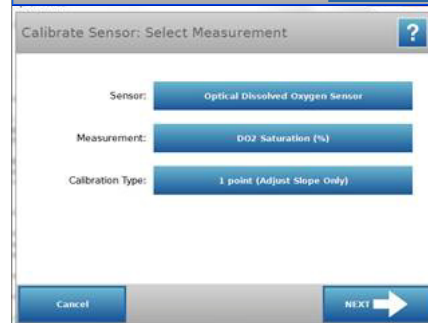 Calibrate Sensor: Select Measurement ?
Sensor: Optical Dissolved Oxygen Sensor
Measurement: DO2 Saturation (%)
Calibration Type: 1 point (Adjust Slope Only)
Cancel NEXT